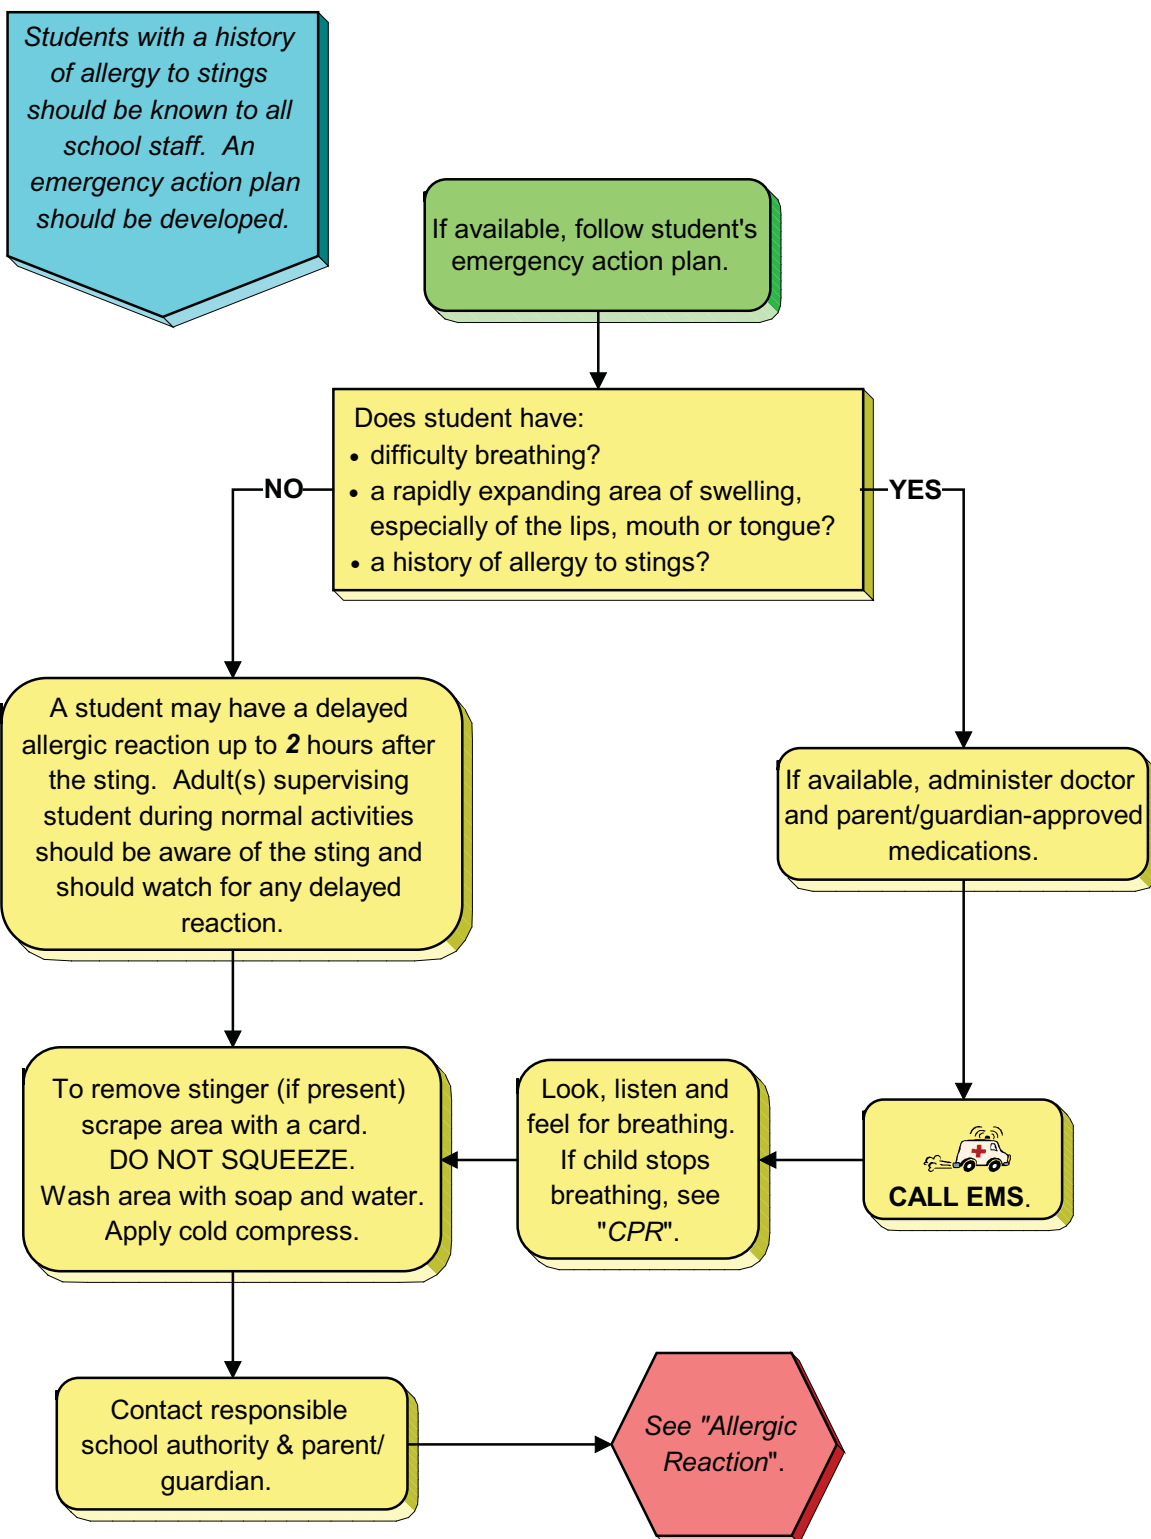 Students with a history
of allergy to stings
should be known to all
school staff. An
emergency action plan
should be developed.
If available, follow student's
emergency action plan.
Does student have:
• difficulty breathing?
• a rapidly expanding area of swelling,
especially of the lips, mouth or tongue?
• a history of allergy to stings?
NO
YES
A student may have a delayed
allergic reaction up to 2 hours after
the sting. Adult(s) supervising
student during normal activities
should be aware of the sting and
should watch for any delayed
reaction.
If available, administer doctor
and parent/guardian-approved
medications.
To remove stinger (if present)
scrape area with a card.
DO NOT SQUEEZE.
Wash area with soap and water.
Apply cold compress.
Look, listen and
feel for breathing.
If child stops
breathing, see
"CPR".
CALL EMS.
Contact responsible
school authority & parent/
guardian.
See "Allergic
Reaction".